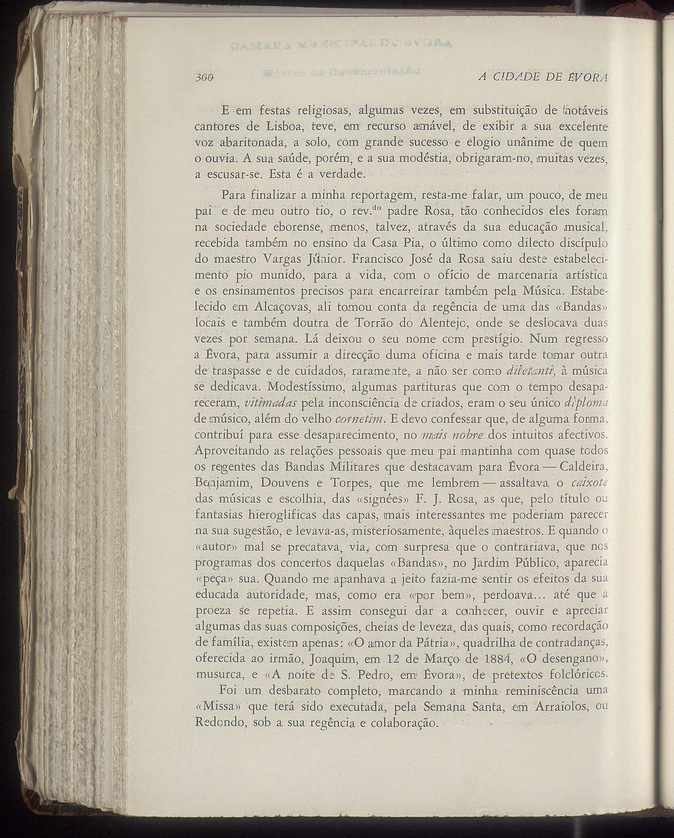 300 A CIDADE DE ÉVORA
E em festas religiosas, algumas vezes, em substituição de notáveis
cantores de Lisboa, teve, em recurso amável, de exibir a sua excelente
voz abaritonada, a solo, com grande sucesso e elogio unânime de quem
o ouvia. A sua saúde, porém, e a sua modéstia, obrigaram-no, muitas vezes,
a escusar-se. Esta é a verdade.
Para finalizar a minha reportagem, resta-me falar, um pouco, de meu
pai e de meu outro tio, o rev.do padre Rosa, tão conhecidos eles foram
na sociedade eborense, menos, talvez, através da sua educação musical,
recebida também no ensino da Casa Pia, o último como dilecto discípulo
do maestro Vargas Júnior. Francisco José da Rosa saiu deste estabeleci-
mento pio munido, para a vida, com o ofício de marcenaria artística
e os ensinamentos precisos para encarreirar também pela Música. Estabe-
lecido em Alcaçovas, ali tomou conta da regência de uma das «Bandas»
locais e também doutra de Torrão do Alentejo, onde se deslocava duas
vezes por semana. Lá deixou o seu nome com prestígio. Num regresso
a Évora, para assumir a direcção duma oficina e mais tarde tomar outra
de traspasse e de cuidados, raramente, a não ser como diletanti, à música
se dedicava. Modestíssimo, algumas partituras que com o tempo desapa-
receram, vitimadas pela inconsciência de criados, eram o seu único diploma
de músico, além do velho cornetim. E devo confessar que, de alguma forma,
contribuí para esse desaparecimento, no mais nobre dos intuitos afectivos.
Aproveitando as relações pessoais que meu pai mantinha com quase todos
os regentes das Bandas Militares que destacavam para Évora — Caldeira,
Benjamim, Douvens e Torpes, que me lembrem — assaltava o caixote
das músicas e escolhia, das «signées» F. J. Rosa, as que, pelo título ou
fantasias hieroglificas das capas, mais interessantes me poderiam parecer
na sua sugestão, e levava-as, misteriosamente, àqueles maestros. E quando o
«autor» mal se precatava, via, com surpresa que o contrariava, que nos
programas dos concertos daquelas «Bandas», no Jardim Público, aparecia
«peça» sua. Quando me apanhava a jeito fazia-me sentir os efeitos da sua
educada autoridade, mas, como era «por bem», perdoava... até que a
proeza se repetia. E assim consegui dar a conhecer, ouvir e apreciar
algumas das suas composições, cheias de leveza, das quais, como recordação
de família, existem apenas: «O amor da Pátria», quadrilha de contradanças,
oferecida ao irmão, Joaquim, em 12 de Março de 1884, «O desengano»,
musurca, e «A noite de S. Pedro, em Évora», de pretextos folclóricos.
Foi um desbarato completo, marcando a minha reminiscência uma
«Missa» que terá sido executada, pela Semana Santa, em Arraiolos, ou
Redondo, sob a sua regência e colaboração.